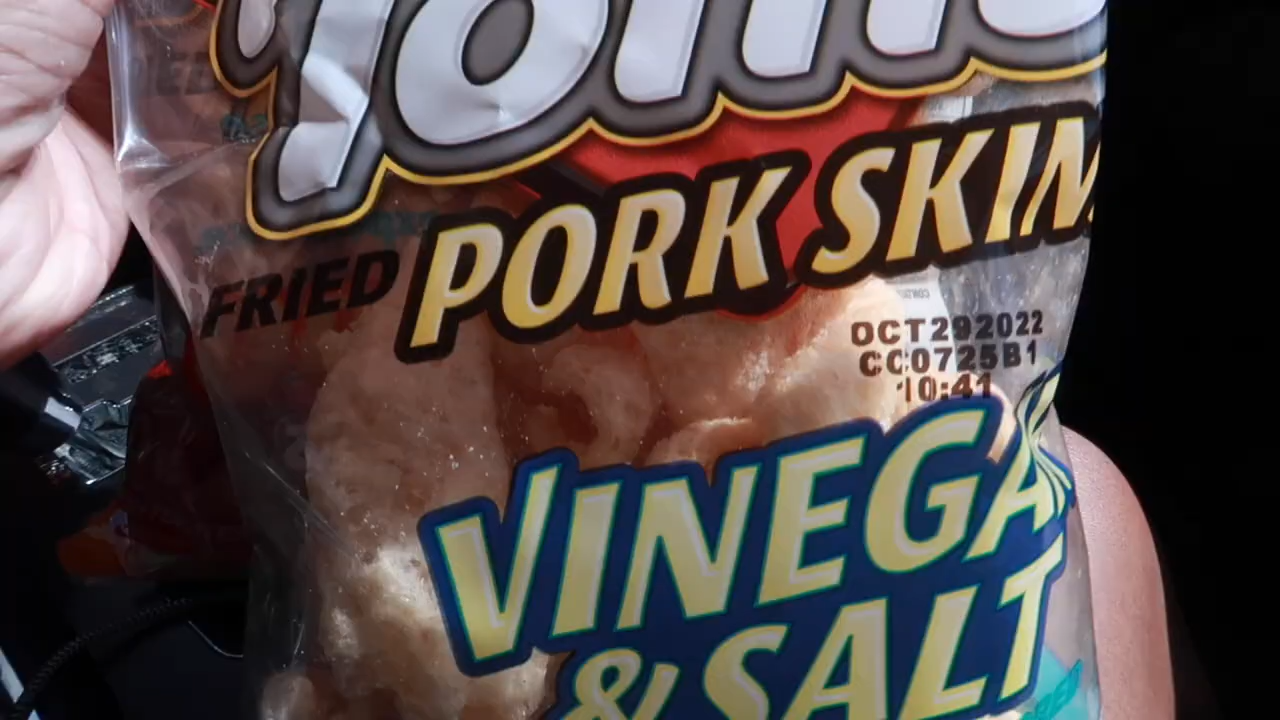 FRIED PORK SKIN
OCT292022
CC0725B1
10:41
VINEGA
& SALT